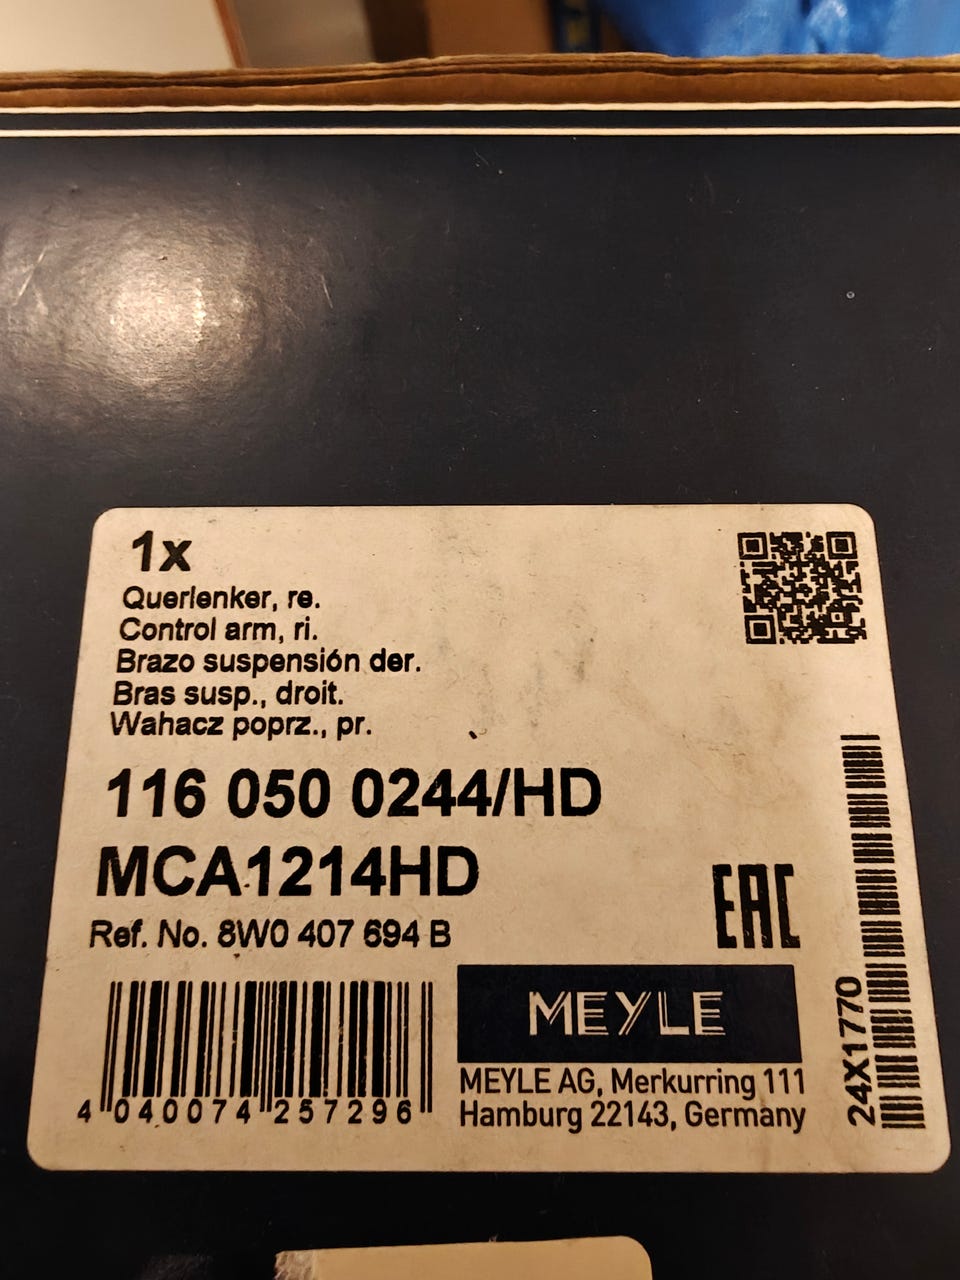 1x
Querlenker, re.
Control arm, ri.
Brazo suspensión der.
Bras susp., droit.
Wahacz poprz., pr.
116 050 0244/HD
MCA1214HD
Ref. No. 8W0 407 694 B
EAC
4 040074 257296
MEYLE
MEYLE AG, Merkurring 111
Hamburg 22143, Germany
24X1770